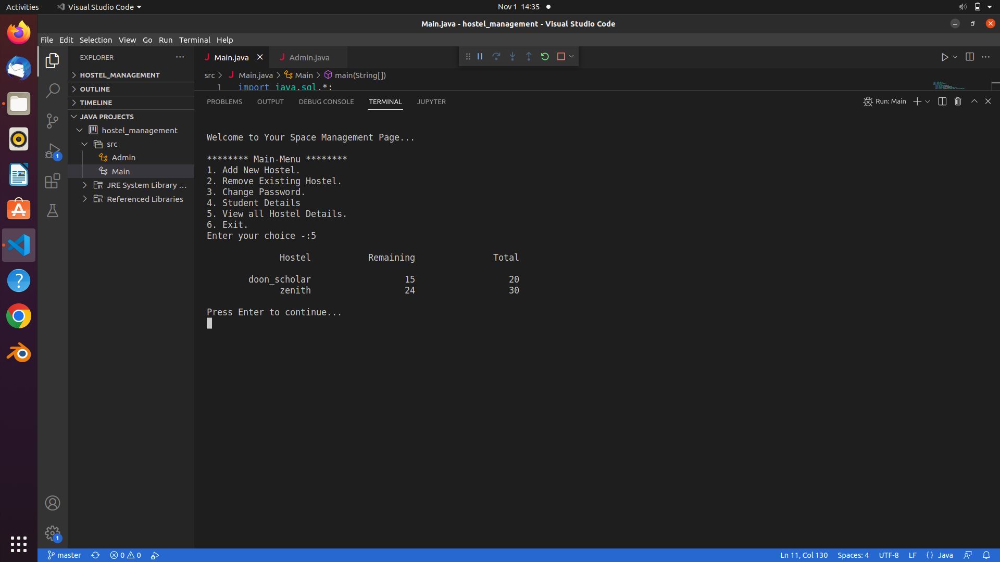 Activities
Visual Studio Code
Nov 1 14:35
Main.java - hostel_management - Visual Studio Code
File Edit Selection View Go Run Terminal Help
EXPLORER
HOSTEL_MANAGEMENT
OUTLINE
TIMELINE
JAVA PROJECTS
hostel_management
src
Admin
Main
JRE System Library ...
Referenced Libraries
1
1
J Main.java
J Admin.java
src > J Main.java > Main > main(String[])
1 import java.sql.*;
PROBLEMS OUTPUT DEBUG CONSOLE TERMINAL JUPYTER
Run: Main
Welcome to Your Space Management Page...
******** Main-Menu ********
1. Add New Hostel.
2. Remove Existing Hostel.
3. Change Password.
4. Student Details
5. View all Hostel Details.
6. Exit.
Enter your choice -:5
Hostel Remaining Total
doon_scholar 15 20
zenith 24 30
Press Enter to continue...
master 0 0
Ln 11, Col 130 Spaces: 4 UTF-8 LF {} Java